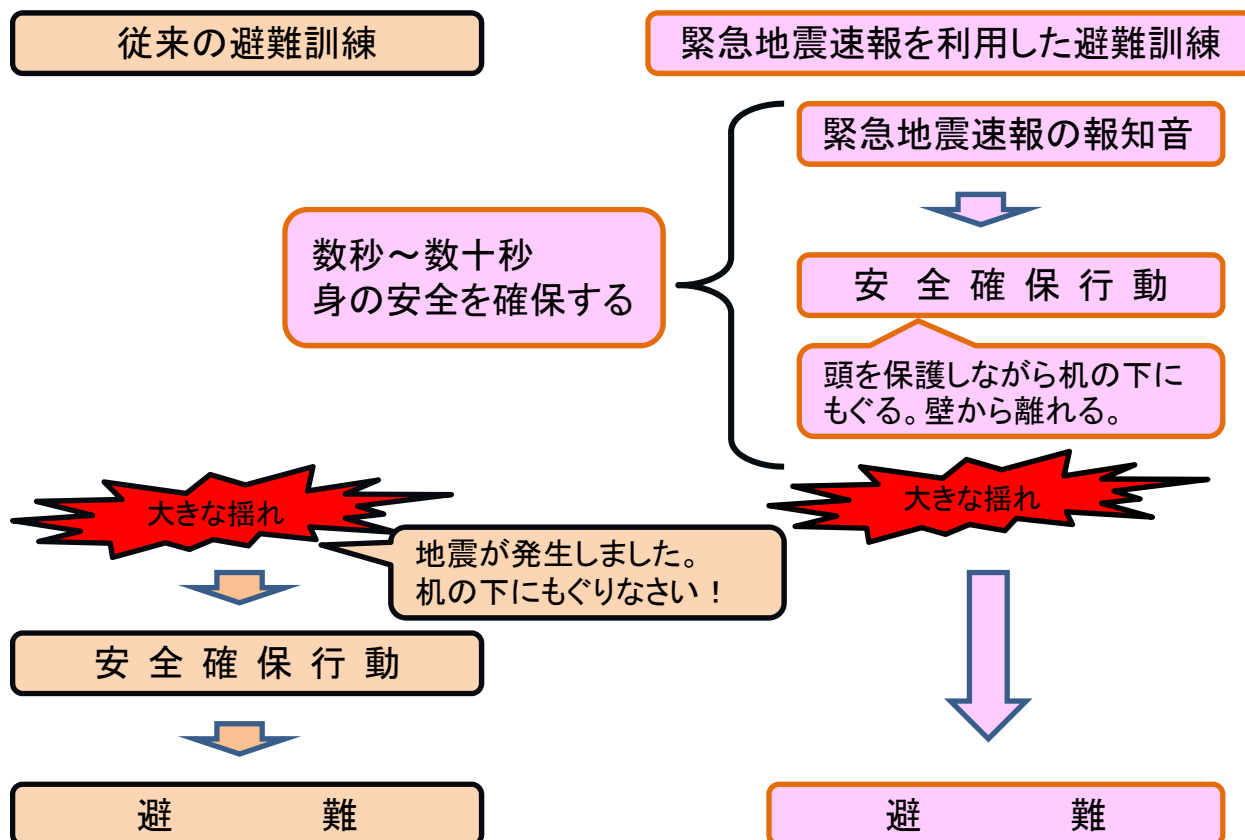 従来の避難訓練
緊急地震速報を利用した避難訓練
緊急地震速報の報知音
数秒～数十秒
身の安全を確保する
安全確保行動
頭を保護しながら机の下に
もぐる。壁から離れる。
大きな揺れ
大きな揺れ
地震が発生しました。
机の下にもぐりなさい！
安全確保行動
避難
避難